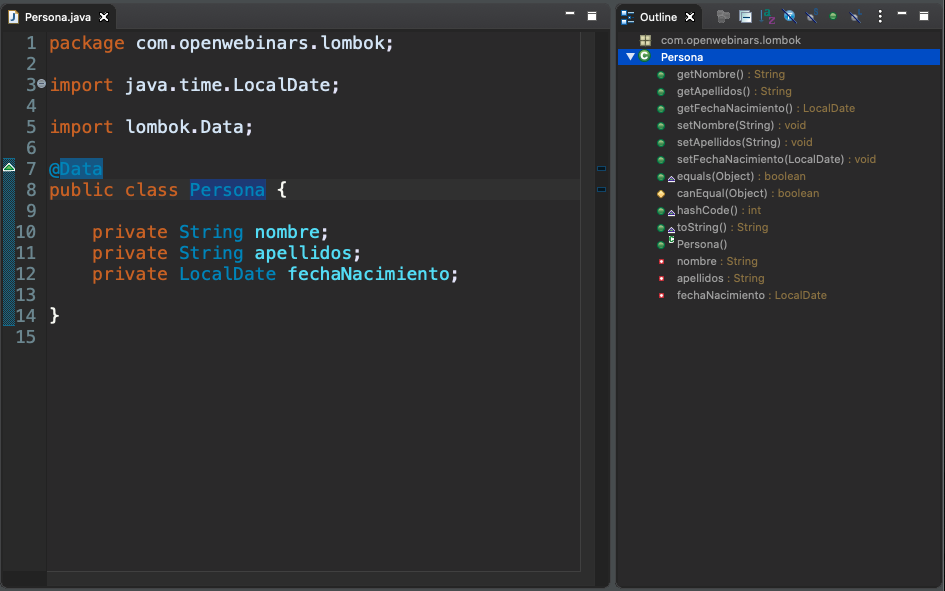 Persona.java
1 package com.openwebinars.lombok;
2
3 import java.time.LocalDate;
4
5 import lombok.Data;
6
7 @Data
8 public class Persona {
9
10 private String nombre;
11 private String apellidos;
12 private LocalDate fechaNacimiento;
13
14 }
15
Outline
com.openwebinars.lombok
Persona
getNombre() : String
getApellidos() : String
getFechaNacimiento() : LocalDate
setNombre(String) : void
setApellidos(String) : void
setFechaNacimiento(LocalDate) : void
equals(Object) : boolean
canEqual(Object) : boolean
hashCode() : int
toString() : String
Persona()
nombre : String
apellidos : String
fechaNacimiento : LocalDate